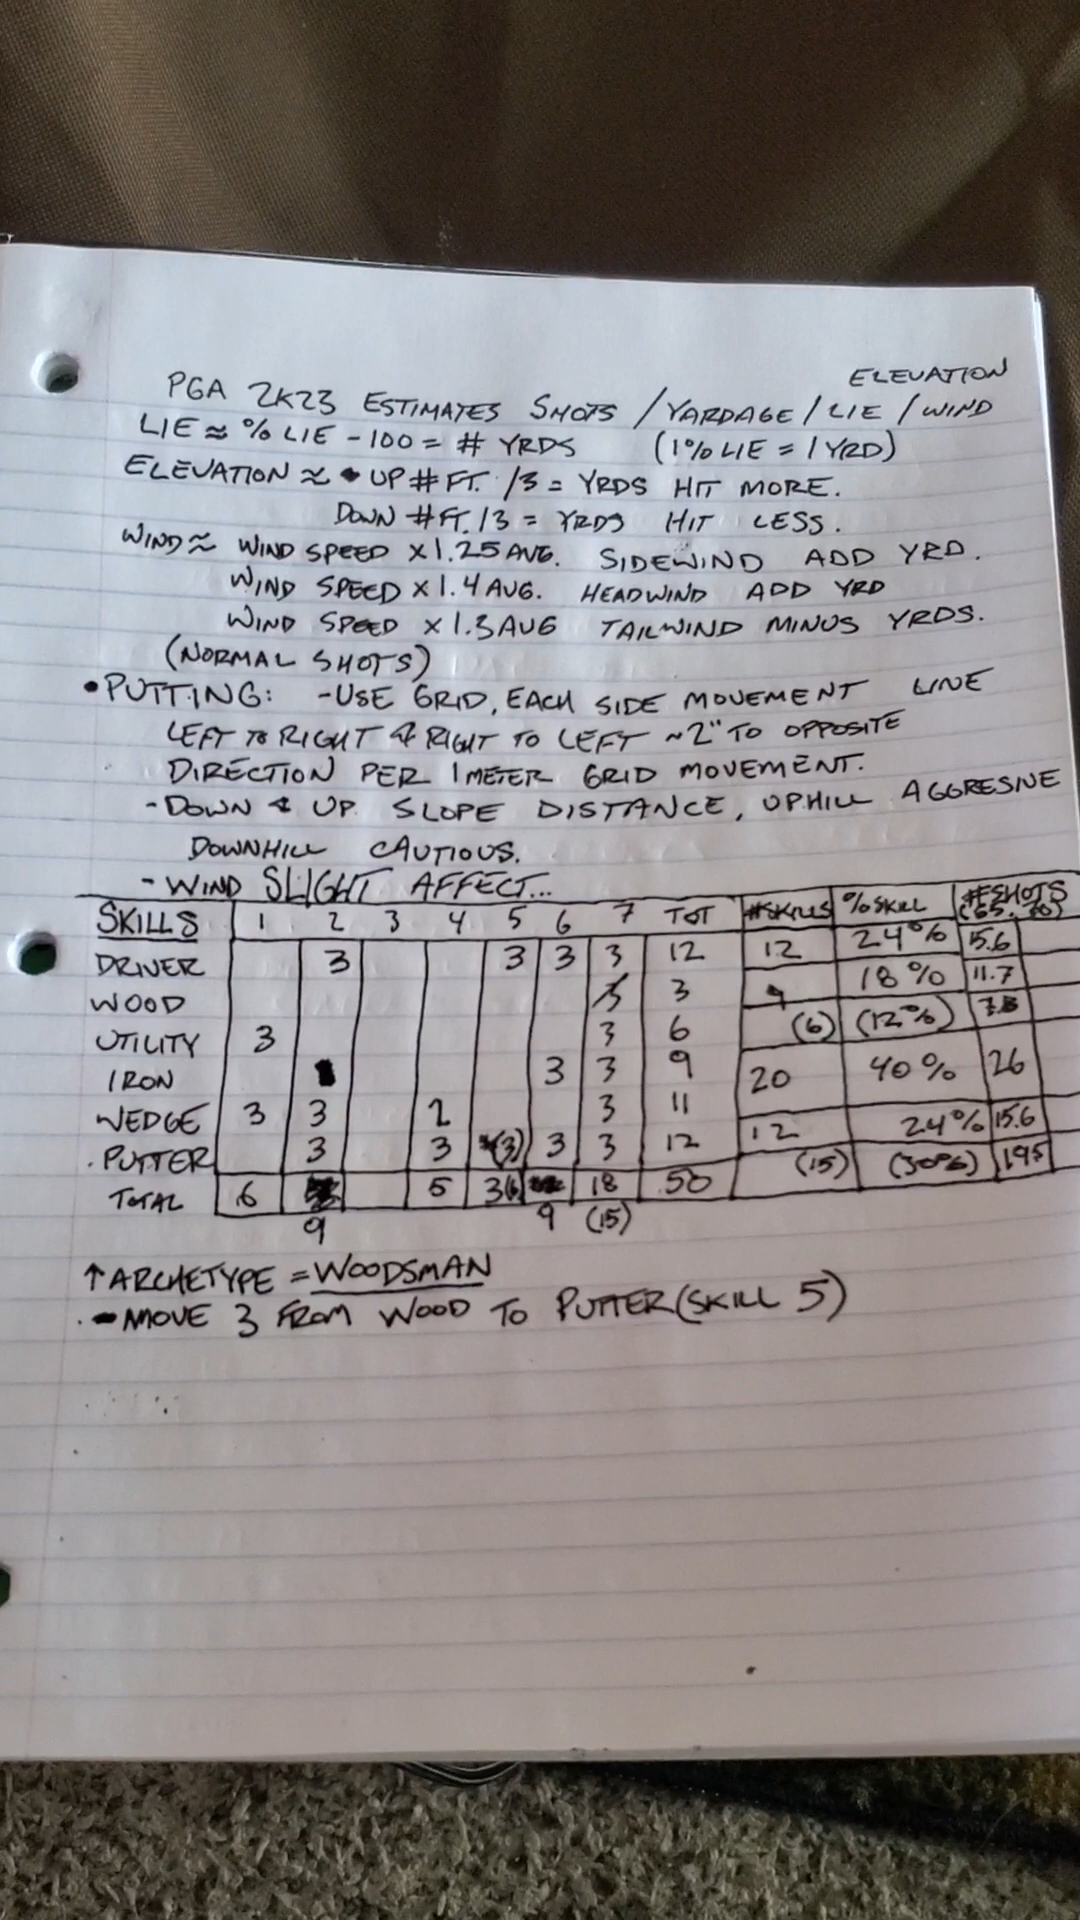 ELEVATION
PGA 2K23 ESTIMATES SHOTS / YARDAGE / LIE / WIND
LIE ≈ % LIE - 100 = # YRDS (1% LIE = 1 YRD)
ELEVATION ≈ UP # FT. /3 = YRDS HIT MORE.
DOWN # FT. /3 = YRDS HIT LESS.
WIND ≈ WIND SPEED X 1.25 AVG. SIDEWIND ADD YRD.
WIND SPEED X 1.4 AUG. HEADWIND ADD YRD
WIND SPEED X 1.3 AUG TAILWIND MINUS YRDS.
(NORMAL SHOTS)
• PUTTING: - USE GRID, EACH SIDE MOVEMENT LINE
LEFT TO RIGHT & RIGHT TO LEFT ~2" TO OPPOSITE
DIRECTION PER 1 METER GRID MOVEMENT.
- DOWN & UP SLOPE DISTANCE, UPHILL AGGRESIVE
DOWNHILL CAUTIOUS.
- WIND SLIGHT AFFECT...
SKILLS 1 2 3 4 5 6 7 TOT #SKILLS % SKILL #SHOTS
DRIVER 3 3 3 3 12 12 24% 15.6
WOOD 3 3 9 18% 11.7
UTILITY 3 3 6 (6) (12%) 7.8
IRON 3 3 9 20 40% 26
WEDGE 3 3 2 3 11 12 24% 15.6
PUTTER 3 3 (3) 3 3 12 (15) (30%) 19.5
TOTAL 6 5 18 50
9 9 (15)
↑ ARCHETYPE = WOODSMAN
- MOVE 3 FROM WOOD TO PUTTER (SKILL 5)